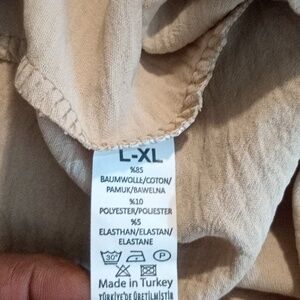 L-XL
%85
BAUMWOLLE/COTON/
PAMUK/BAWELNA
%10
POLYESTER/POLIESTER
%5
ELASTHAN/ELASTAN/
ELASTANE
30°
P
Made in Turkey
TÜRKİYE'DE ÜRETİLMİŞTİR